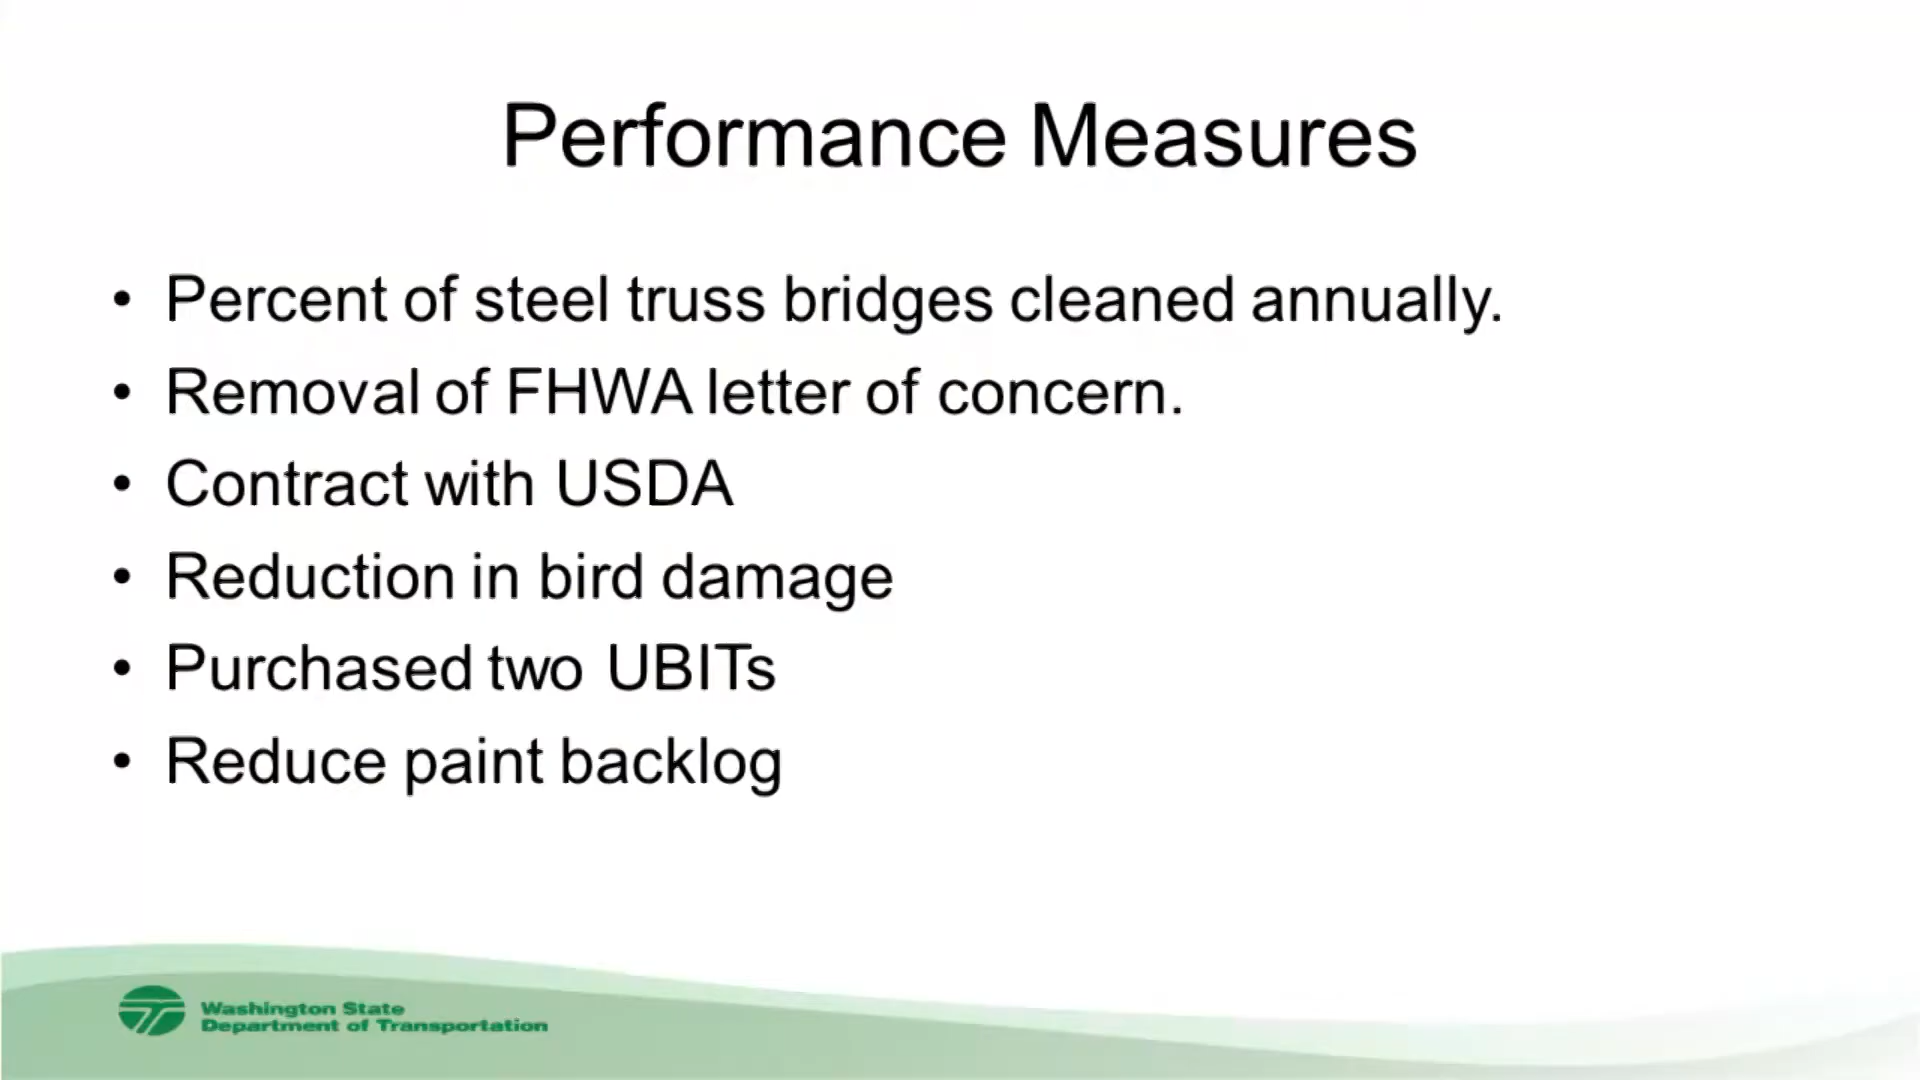 Performance Measures
• Percent of steel truss bridges cleaned annually.
• Removal of FHWA letter of concern.
• Contract with USDA
• Reduction in bird damage
• Purchased two UBITs
• Reduce paint backlog
Washington State
Department of Transportation